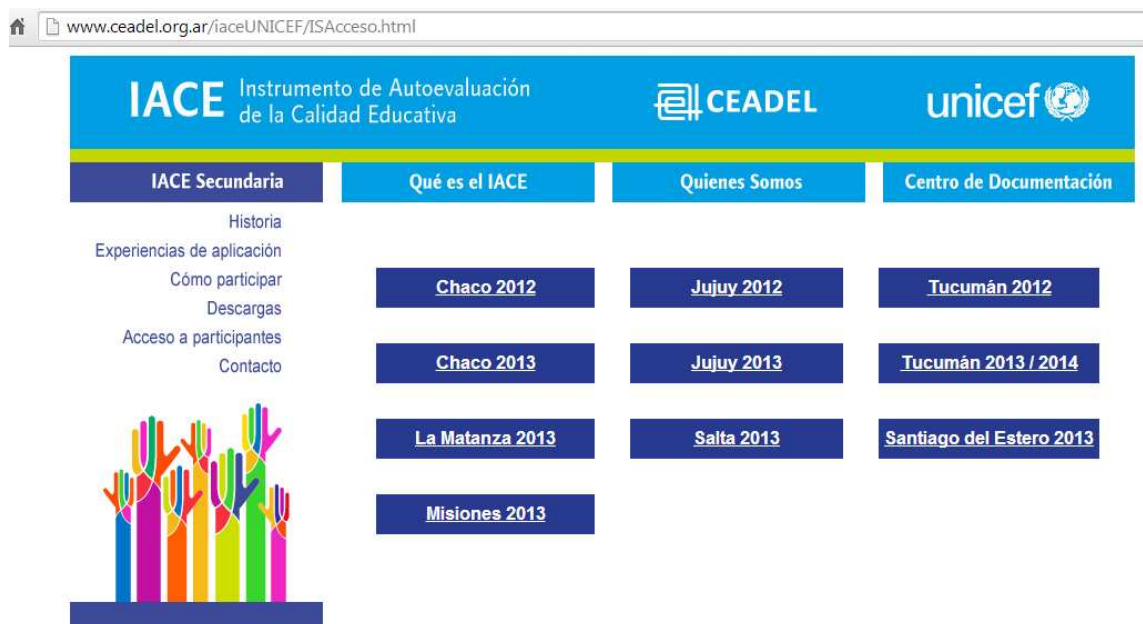 www.ceadel.org.ar/iaceUNICEF/ISAcceso.html
IACE Instrumento de Autoevaluación
de la Calidad Educativa
CEADEL
unicef
IACE Secundaria
Qué es el IACE
Quienes Somos
Centro de Documentación
Historia
Experiencias de aplicación
Cómo participar
Descargas
Acceso a participantes
Contacto
Chaco 2012
Jujuy 2012
Tucumán 2012
Chaco 2013
Jujuy 2013
Tucumán 2013 / 2014
La Matanza 2013
Salta 2013
Santiago del Estero 2013
Misiones 2013